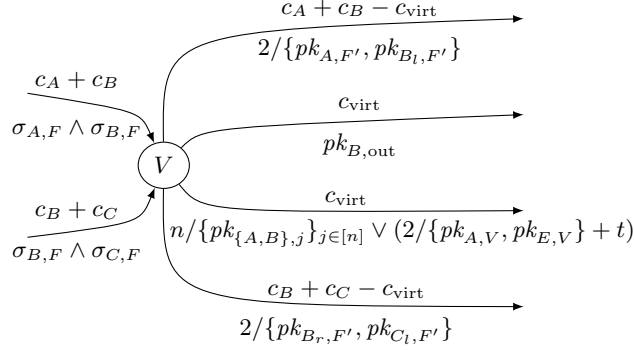 c_A + c_B − c_virt
2/{pk_{A,F′}, pk_{B_l,F′}}
c_A + c_B
σ_{A,F} ∧ σ_{B,F}
c_virt
pk_{B,out}
V
c_B + c_C
σ_{B,F} ∧ σ_{C,F}
c_virt
n/{pk_{{A,B},j}}_{j∈[n]} ∨ (2/{pk_{A,V}, pk_{E,V}} + t)
c_B + c_C − c_virt
2/{pk_{B_r,F′}, pk_{C_l,F′}}